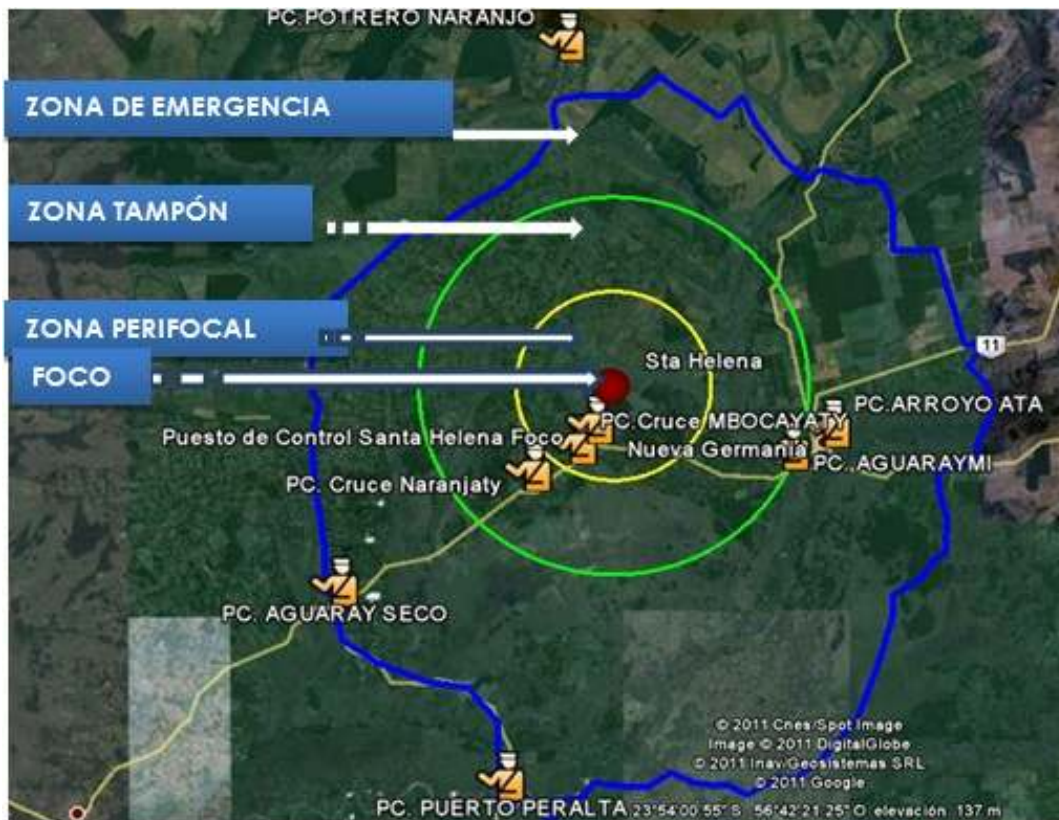 PC.POTRERO NARANJO
ZONA DE EMERGENCIA
ZONA TAMPÓN
ZONA PERIFOCAL
11
FOCO
Sta Helena
PC.ARROYO ATA
PC.Cruce MBOCAYATY
Puesto de Control Santa Helena Foco
Nueva Germania
PC..AGUARAYMI
PC. Cruce Naranjaty
PC. AGUARAY SECO
© 2011 Cnes/Spot Image
Image © 2011 DigitalGlobe
© 2011 Inav/Geosistemas SRL
© 2011 Google
PC. PUERTO PERALTA
23°54'00.55" S 56°42'21.25" O elevación 137 m